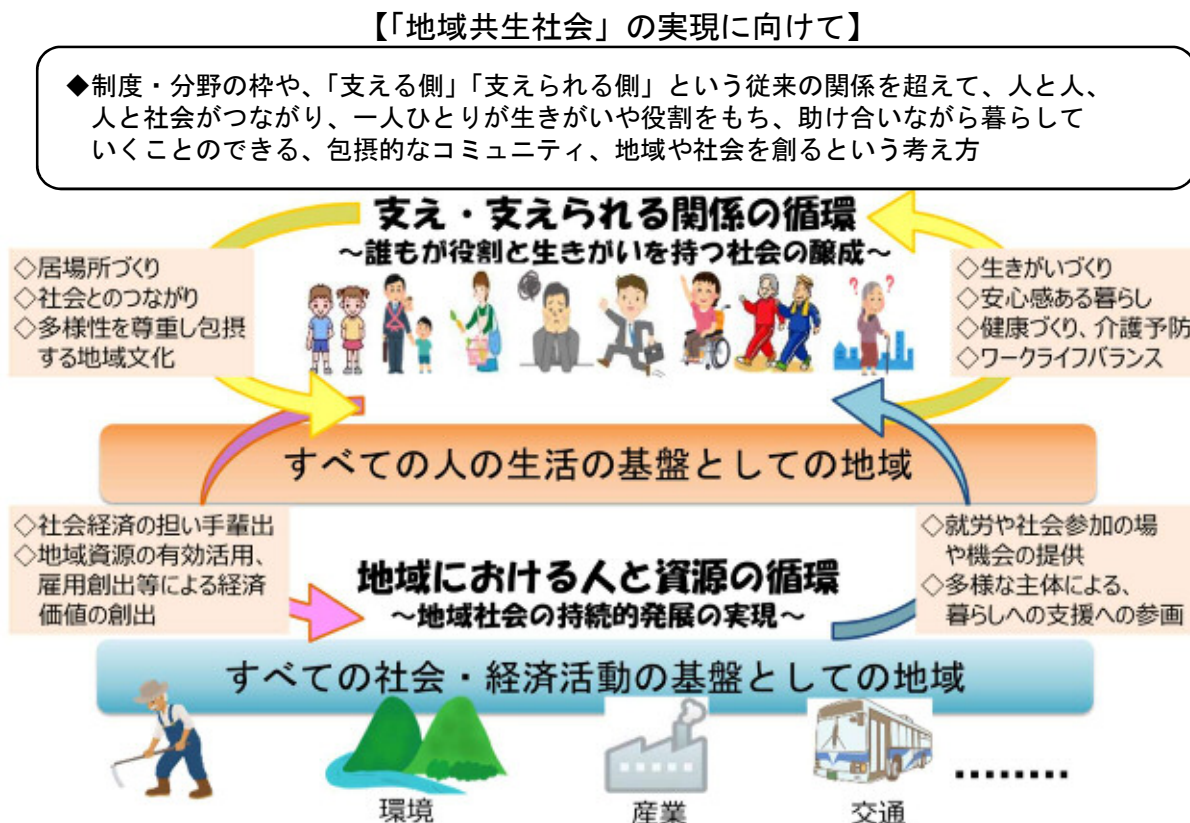 【「地域共生社会」の実現に向けて】
◆制度・分野の枠や、「支える側」「支えられる側」という従来の関係を超えて、人と人、
人と社会がつながり、一人ひとりが生きがいや役割をもち、助け合いながら暮らして
いくことのできる、包摂的なコミュニティ、地域や社会を創るという考え方
支え・支えられる関係の循環
～誰もが役割と生きがいを持つ社会の醸成～
◇居場所づくり
◇社会とのつながり
◇多様性を尊重し包摂
する地域文化
◇生きがいづくり
◇安心感ある暮らし
◇健康づくり、介護予防
◇ワークライフバランス
??
すべての人の生活の基盤としての地域
◇社会経済の担い手輩出
◇地域資源の有効活用、
雇用創出等による経済
価値の創出
地域における人と資源の循環
～地域社会の持続的発展の実現～
◇就労や社会参加の場
や機会の提供
◇多様な主体による、
暮らしへの支援への参画
すべての社会・経済活動の基盤としての地域
環境
産業
交通
………